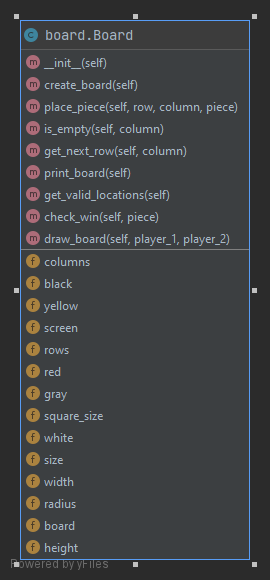 board.Board
__init__(self)
create_board(self)
place_piece(self, row, column, piece)
is_empty(self, column)
get_next_row(self, column)
print_board(self)
get_valid_locations(self)
check_win(self, piece)
draw_board(self, player_1, player_2)
columns
black
yellow
screen
rows
red
gray
square_size
white
size
width
radius
board
height
Powered by yFiles